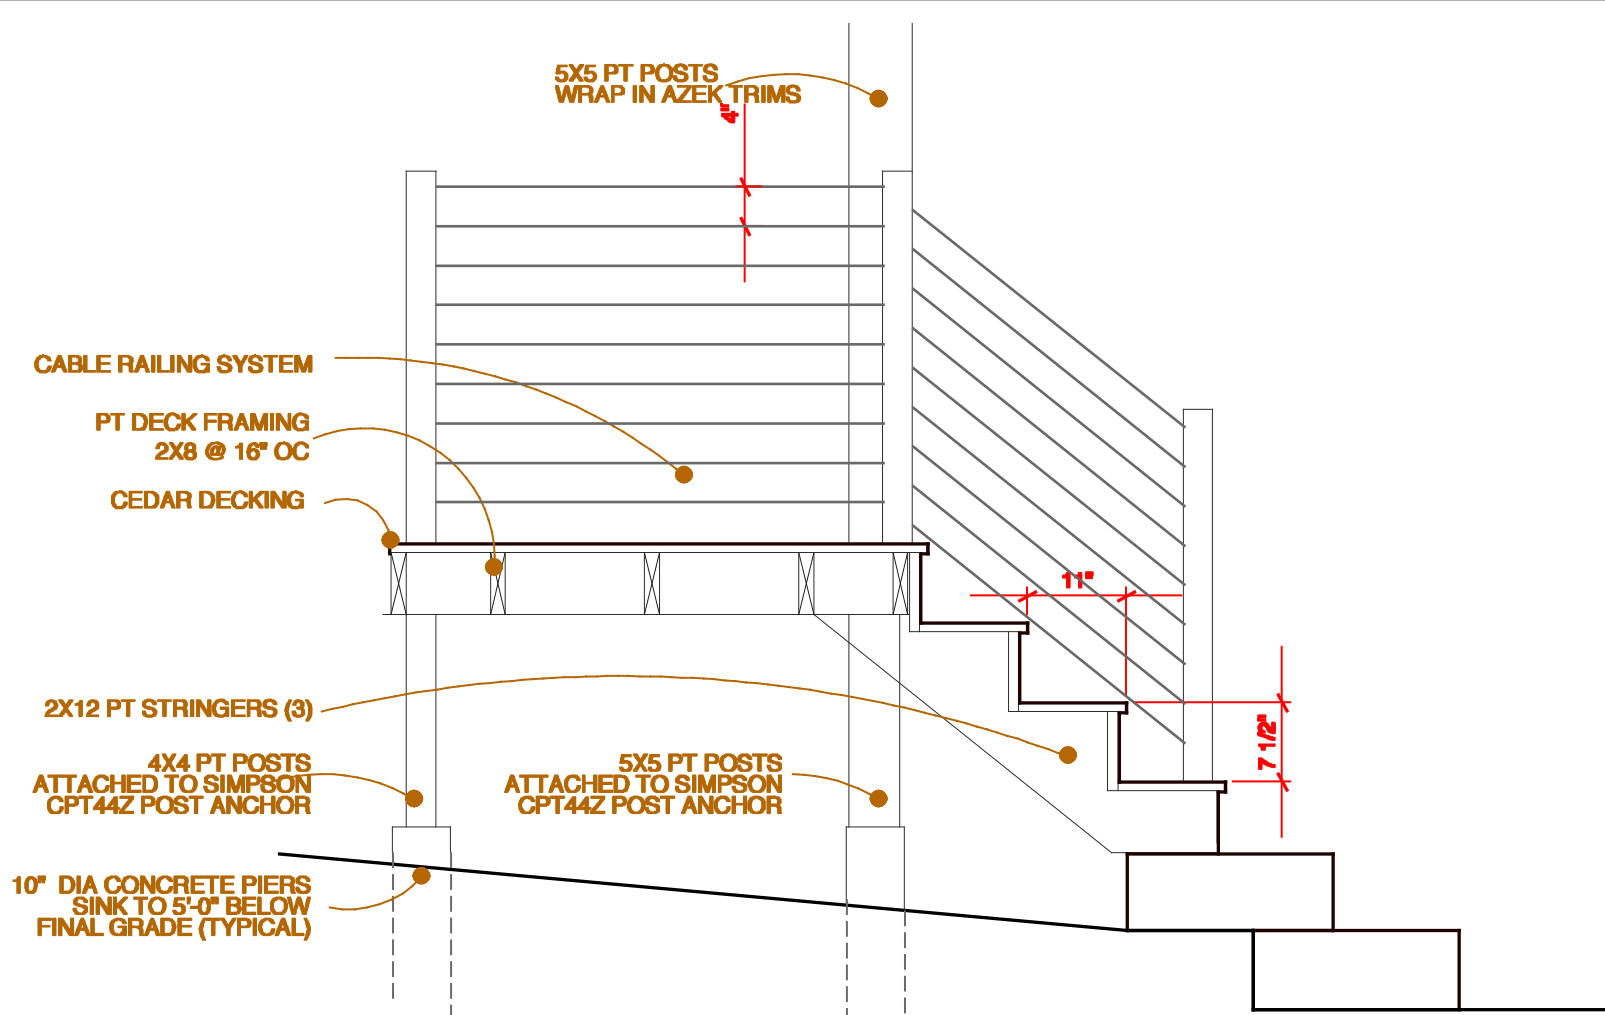 5X5 PT POSTS
WRAP IN AZEK TRIMS
4"
CABLE RAILING SYSTEM
PT DECK FRAMING
2X8 @ 16" OC
CEDAR DECKING
11"
2X12 PT STRINGERS (3)
7 1/2"
4X4 PT POSTS
ATTACHED TO SIMPSON
CPT44Z POST ANCHOR
5X5 PT POSTS
ATTACHED TO SIMPSON
CPT44Z POST ANCHOR
10" DIA CONCRETE PIERS
SINK TO 5'-0" BELOW
FINAL GRADE (TYPICAL)